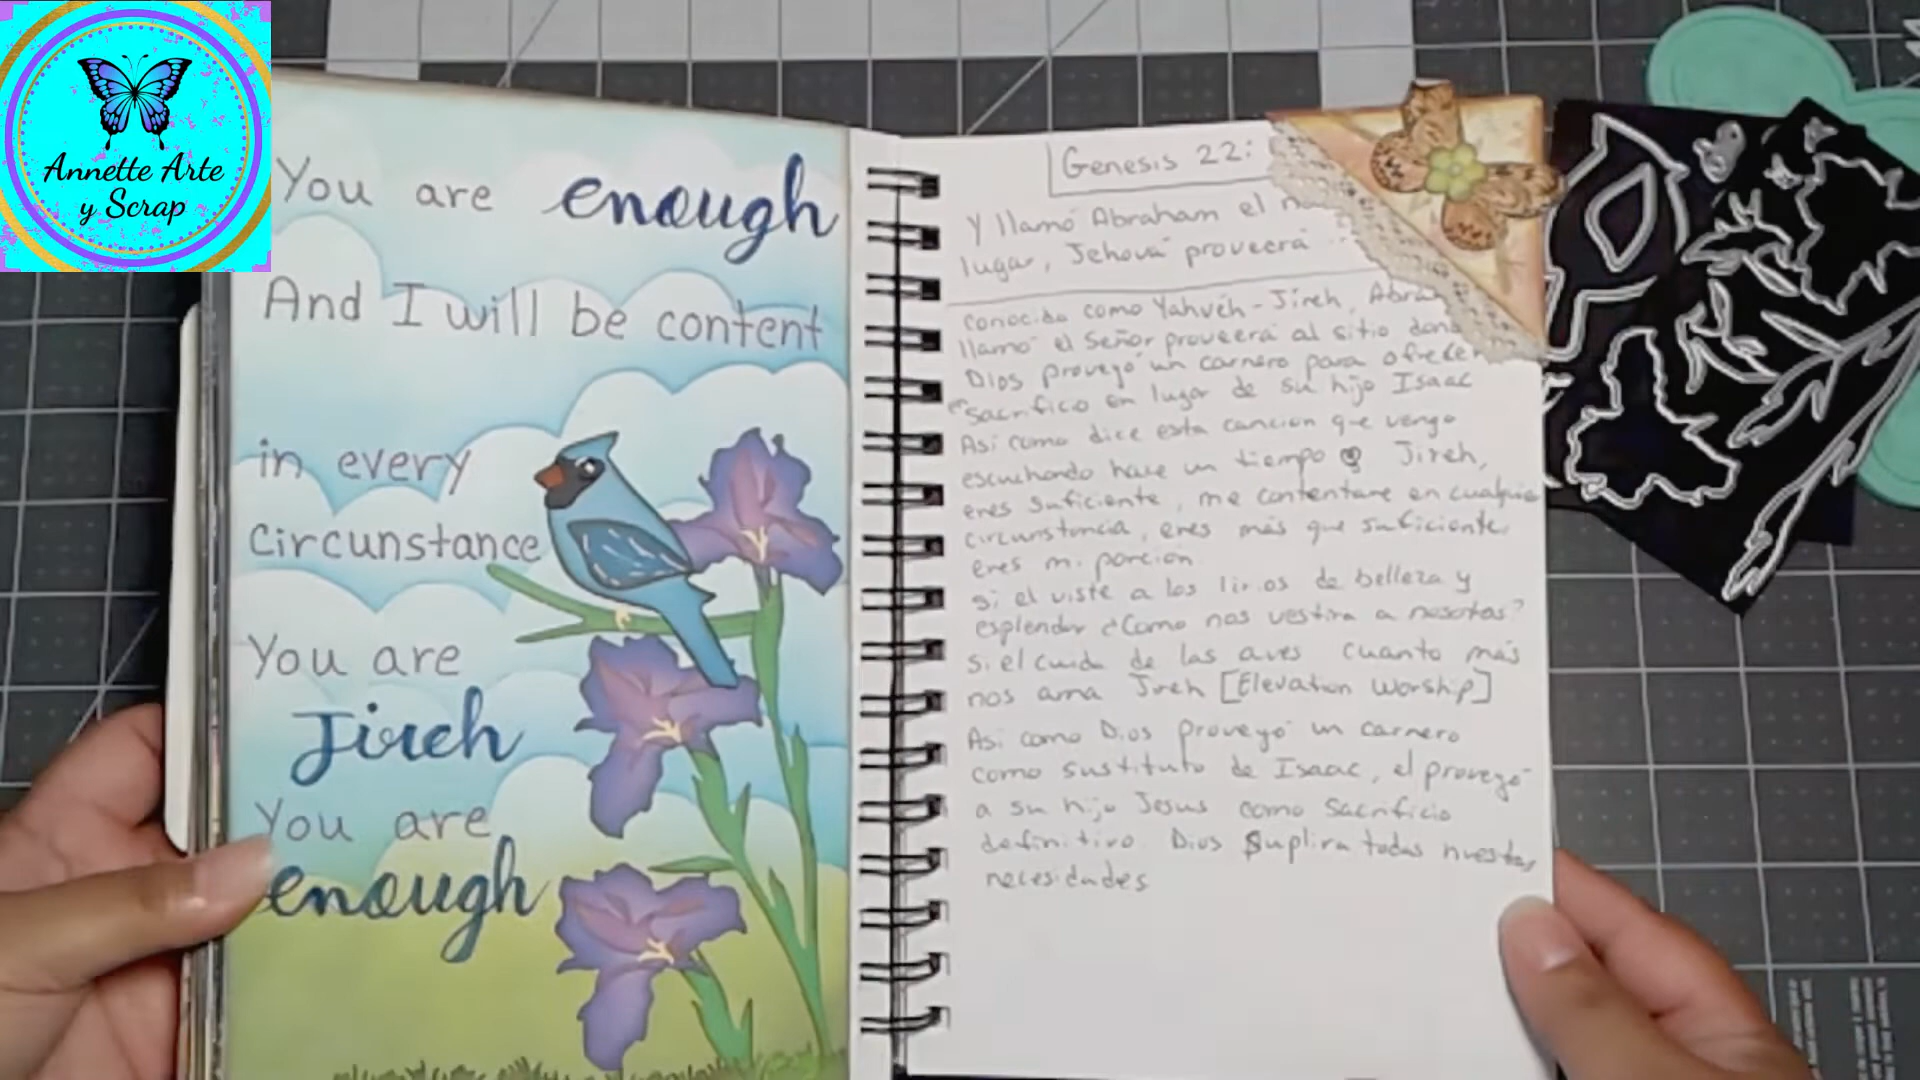 Annette Arte
y Scrap
You are enough
And I will be content
in every
circunstance
You are
Jireh
You are
enough
Genesis 22:
Y llamó Abraham el
lugar, Jehová proveerá
conocido como Yahvéh-Jireh,
llamó el Señor proveerá al sitio
Dios proveyó un carnero para ofrecer
en sacrificio en lugar de su hijo Isaac
Así como dice esta canción que vengo
escuchando hace un tiempo Jireh,
eres suficiente, me contentare en cualquier
circunstancia, eres más que suficiente,
eres mi porción
si el viste a los lirios de belleza y
esplendor ¿Como nos vestira a nosotros?
si el cuida de las aves cuanto más
nos ama Jireh [Elevation Worship]
Asi como Dios proveyó un carnero
como sustituto de Isaac, el proveyó
a su hijo Jesus como sacrificio
definitivo. Dios Suplira todas nuestras
necesidades